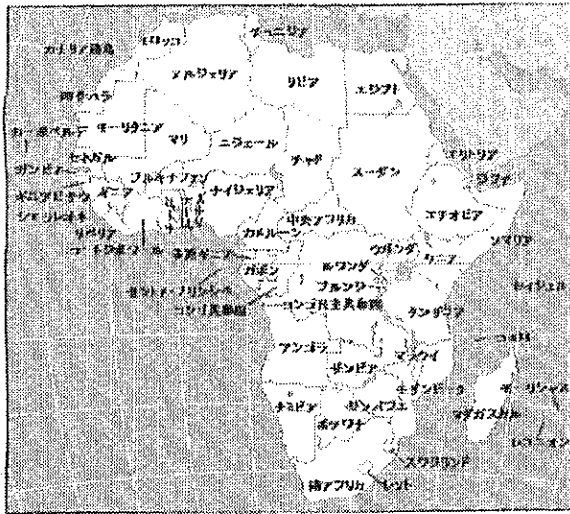 チュニジア
モロッコ
カナリア諸島
アルジェリア
リビア
エジプト
西サハラ
カーボベルデ
モーリタニア
マリ
ニジェール
チャド
スーダン
エリトリア
セネガル
ガンビア
ブルキナファソ
ジブチ
ギニアビサウ
ギニア
ナイジェリア
シエラレオネ
エチオピア
中央アフリカ
リベリア
カメルーン
ソマリア
コートジボワール
赤道ギニア
ウガンダ
ケニア
ガボン
ルワンダ
ブルンジ
セイシェル
サントメ・プリンシペ
コンゴ共和国
コンゴ民主共和国
タンザニア
コモロ
アンゴラ
マラウイ
ザンビア
モザンビーク
モーリシャス
ナミビア
ジンバブエ
マダガスカル
ボツワナ
レユニオン
スワジランド
南アフリカ
レソト